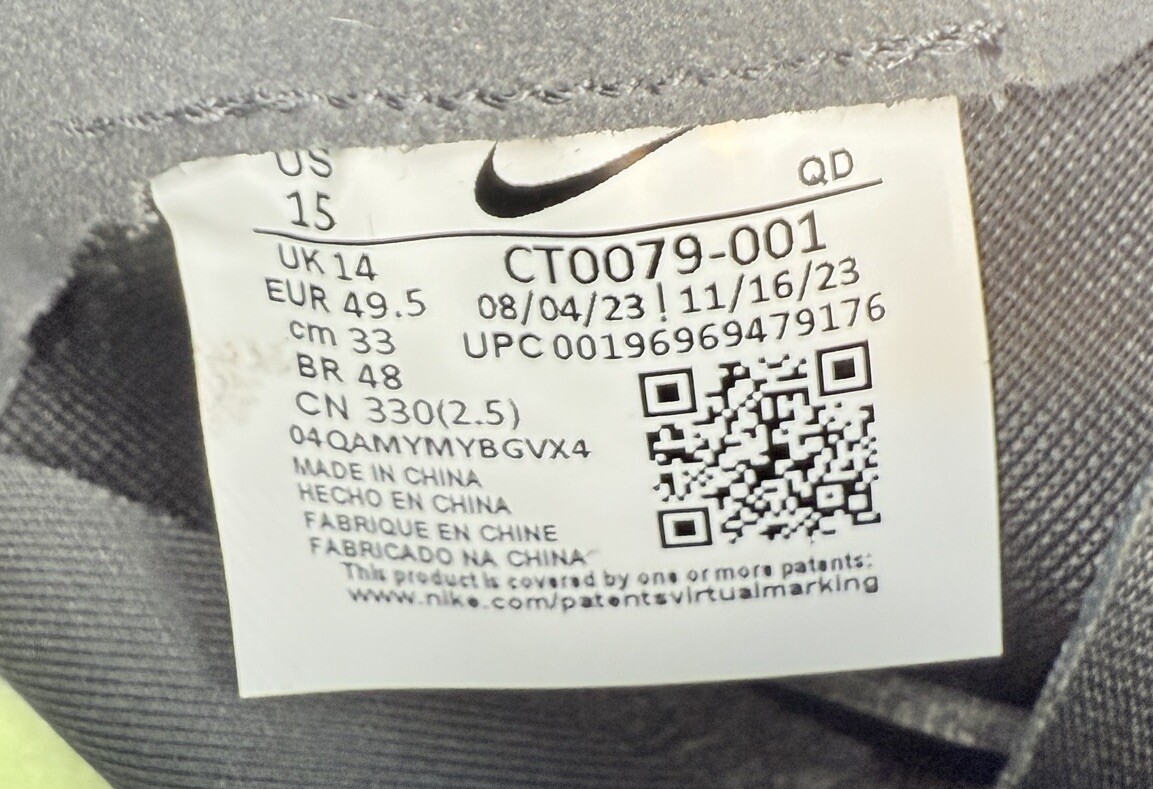 US
15
QD
UK 14
EUR 49.5
cm 33
BR 48
CN 330(2.5)
CT0079-001
08/04/23 | 11/16/23
UPC 00196969479176
04QAMYMYBGVX4
MADE IN CHINA
HECHO EN CHINA
FABRIQUE EN CHINE
FABRICADO NA CHINA
This product is covered by one or more patents:
www.nike.com/patentsvirtualmarking